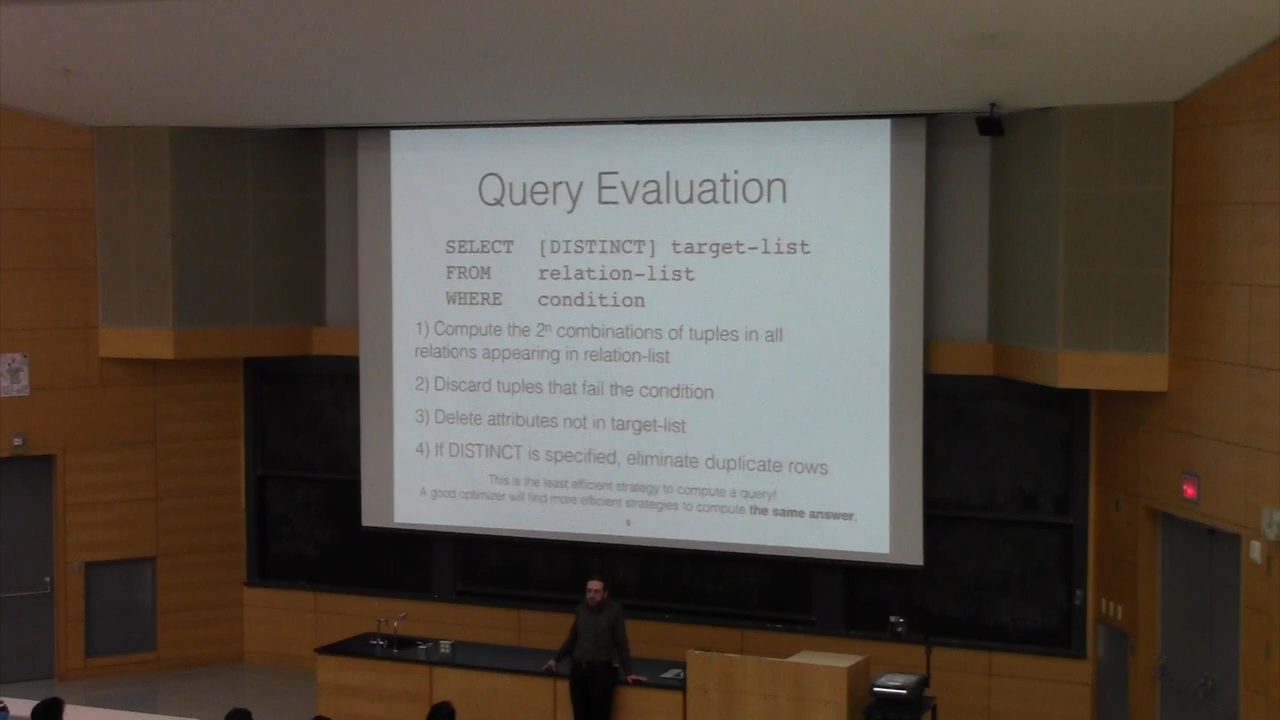 Query Evaluation
SELECT [DISTINCT] target-list
FROM relation-list
WHERE condition
1) Compute the 2ⁿ combinations of tuples in all
relations appearing in relation-list
2) Discard tuples that fail the condition
3) Delete attributes not in target-list
4) If DISTINCT is specified, eliminate duplicate rows
This is the least efficient strategy to compute a query!
A good optimizer will find more efficient strategies to compute the same answer.